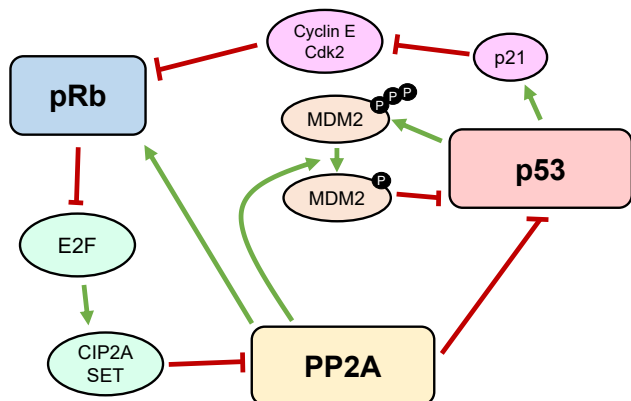 Cyclin E
Cdk2
p21
pRb
P P P
MDM2
p53
P
MDM2
E2F
CIP2A
SET
PP2A